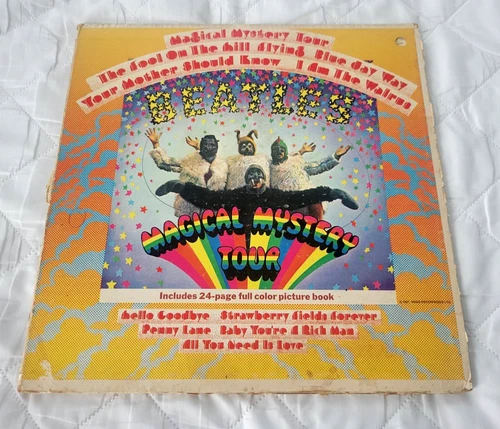 Magical Mystery Tour
The Fool On The Hill Flying Blue Jay Way
Your Mother Should Know I Am The Walrus
BEATLES
MAGICAL MYSTERY
TOUR
Includes 24-page full color picture book
Hello Goodbye Strawberry Fields Forever
Penny Lane Baby You're A Rich Man
All You Need Is Love